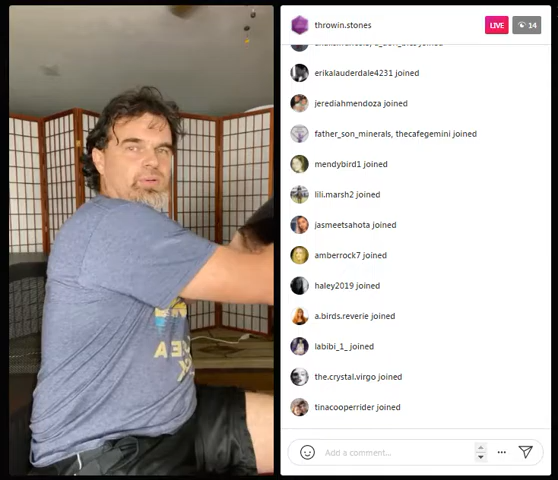 throwin.stones
LIVE
14
erikalauderdale4231 joined
jerediahmendoza joined
father_son_minerals, thecafegemini joined
mendybird1 joined
lili.marsh2 joined
jasmeetsahota joined
amberrock7 joined
haley2019 joined
a.birds.reverie joined
labibi_1_ joined
the.crystal.virgo joined
tinacooperrider joined
Add a comment...